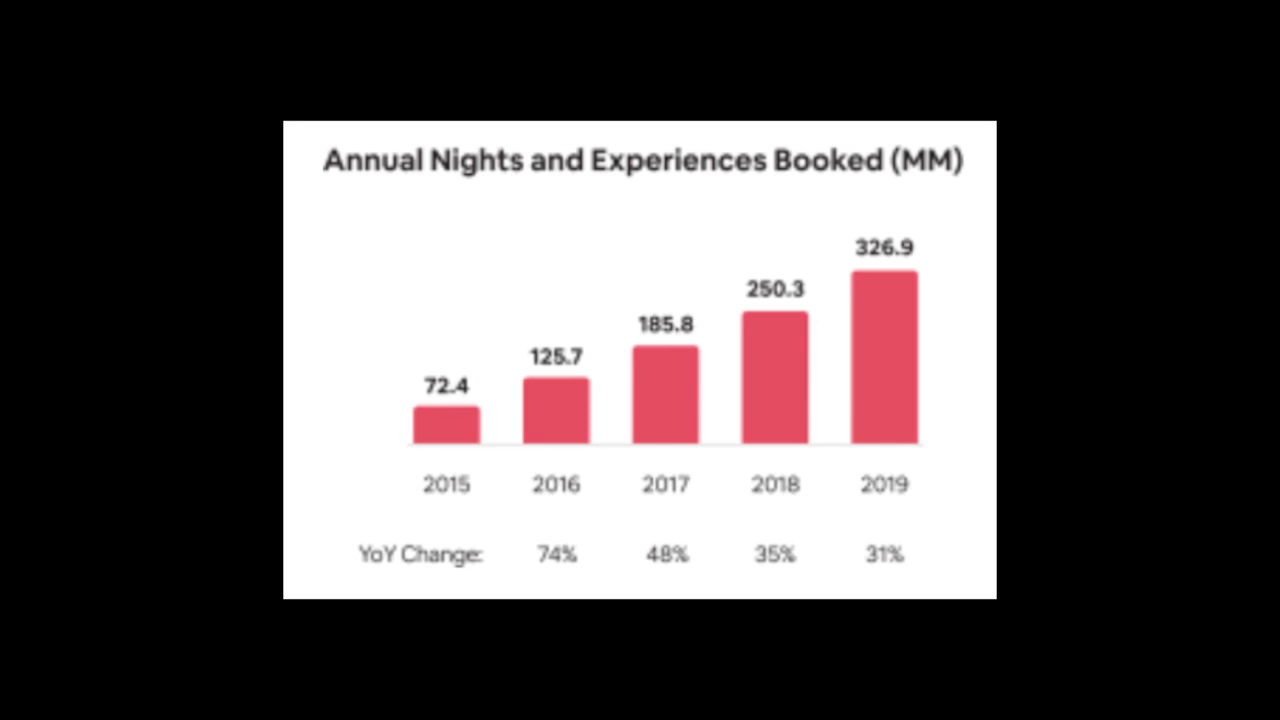 Annual Nights and Experiences Booked (MM)
72.4 125.7 185.8 250.3 326.9
2015 2016 2017 2018 2019
YoY Change: 74% 48% 35% 31%